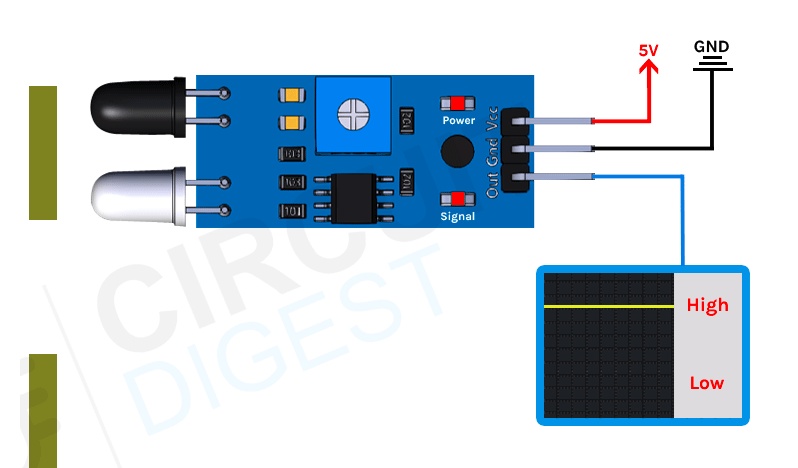 5V
GND
Power
Vcc
Gnd
Out
Signal
High
Low
102
102
103
101
CIRCUIT
DIGEST